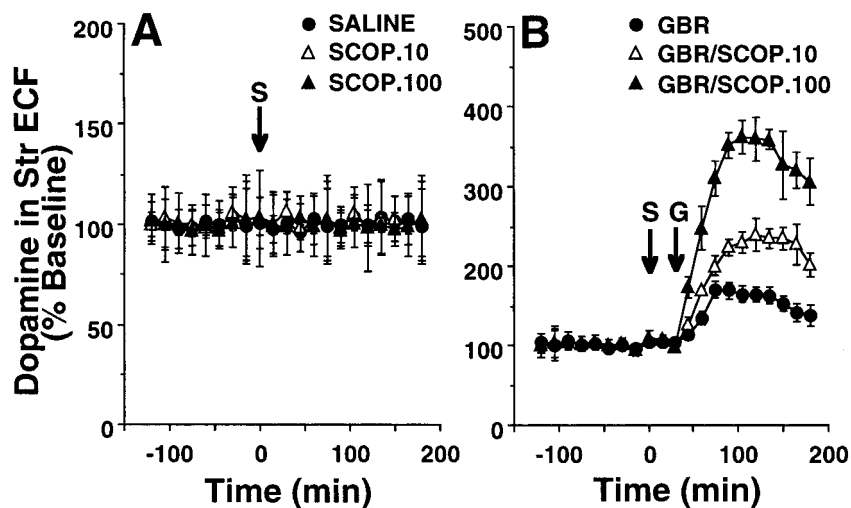 A
SALINE
SCOP.10
SCOP.100
S
Dopamine in Str ECF
(% Baseline)
200
150
100
50
0
-100 0 100 200
Time (min)
B
GBR
GBR/SCOP.10
GBR/SCOP.100
S G
500
400
300
200
100
0
-100 0 100 200
Time (min)